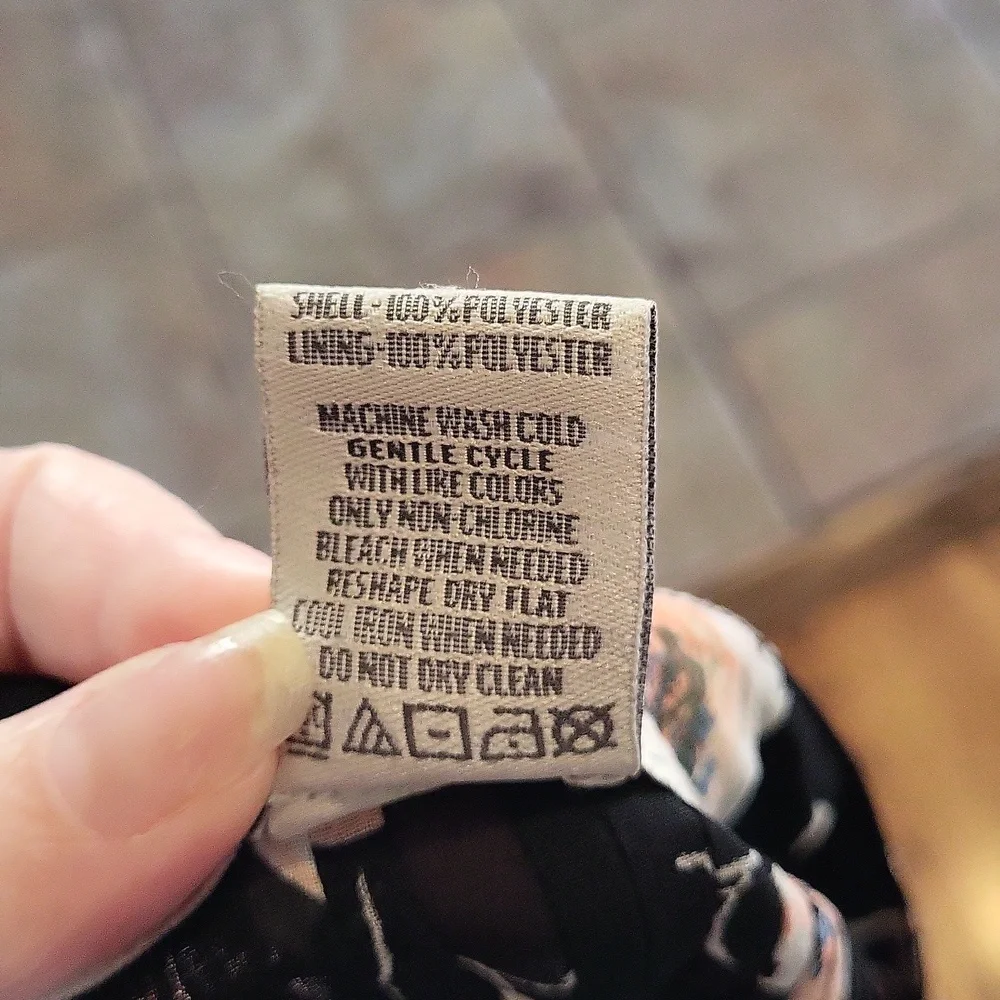 SHELL-100%POLYESTER
LINING-100%POLYESTER
MACHINE WASH COLD
GENTLE CYCLE
WITH LIKE COLORS
ONLY NON-CHLORINE
BLEACH WHEN NEEDED
RESHAPE DRY FLAT
COOL IRON WHEN NEEDED
DO NOT DRY CLEAN